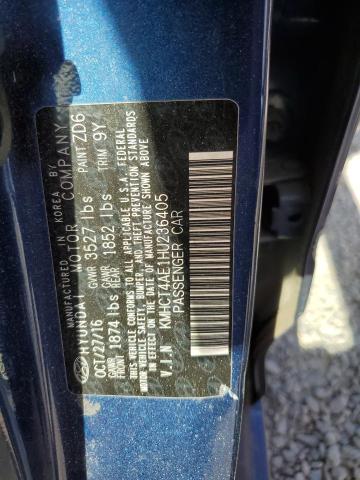 MANUFACTURED IN KOREA BY
HYUNDAI MOTOR COMPANY
OCT/27/16 GVWR 3527 lbs PAINT ZD6
GAWR FRONT 1874 lbs GAWR REAR 1852 lbs TRIM 9Y
THIS VEHICLE CONFORMS TO ALL APPLICABLE U.S.A FEDERAL
MOTOR VEHICLE SAFETY, BUMPER, AND THEFT PREVENTION STANDARDS
IN EFFECT ON THE DATE OF MANUFACTURE SHOWN ABOVE.
V.I.N KMHCT4AE1HU236405
PASSENGER CAR